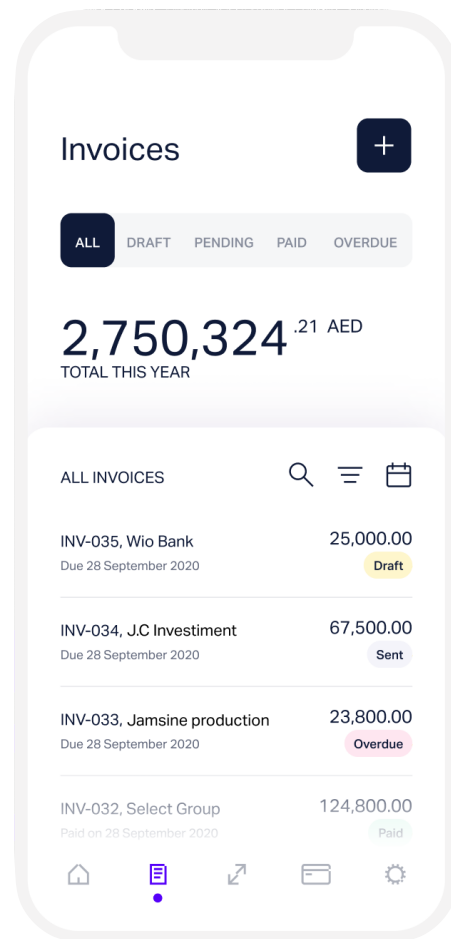 Invoices
ALL DRAFT PENDING PAID OVERDUE
2,750,324.21 AED
TOTAL THIS YEAR
ALL INVOICES
INV-035, Wio Bank 25,000.00
Due 28 September 2020 Draft
INV-034, J.C Investiment 67,500.00
Due 28 September 2020 Sent
INV-033, Jamsine production 23,800.00
Due 28 September 2020 Overdue
INV-032, Select Group 124,800.00
Paid on 28 September 2020 Paid